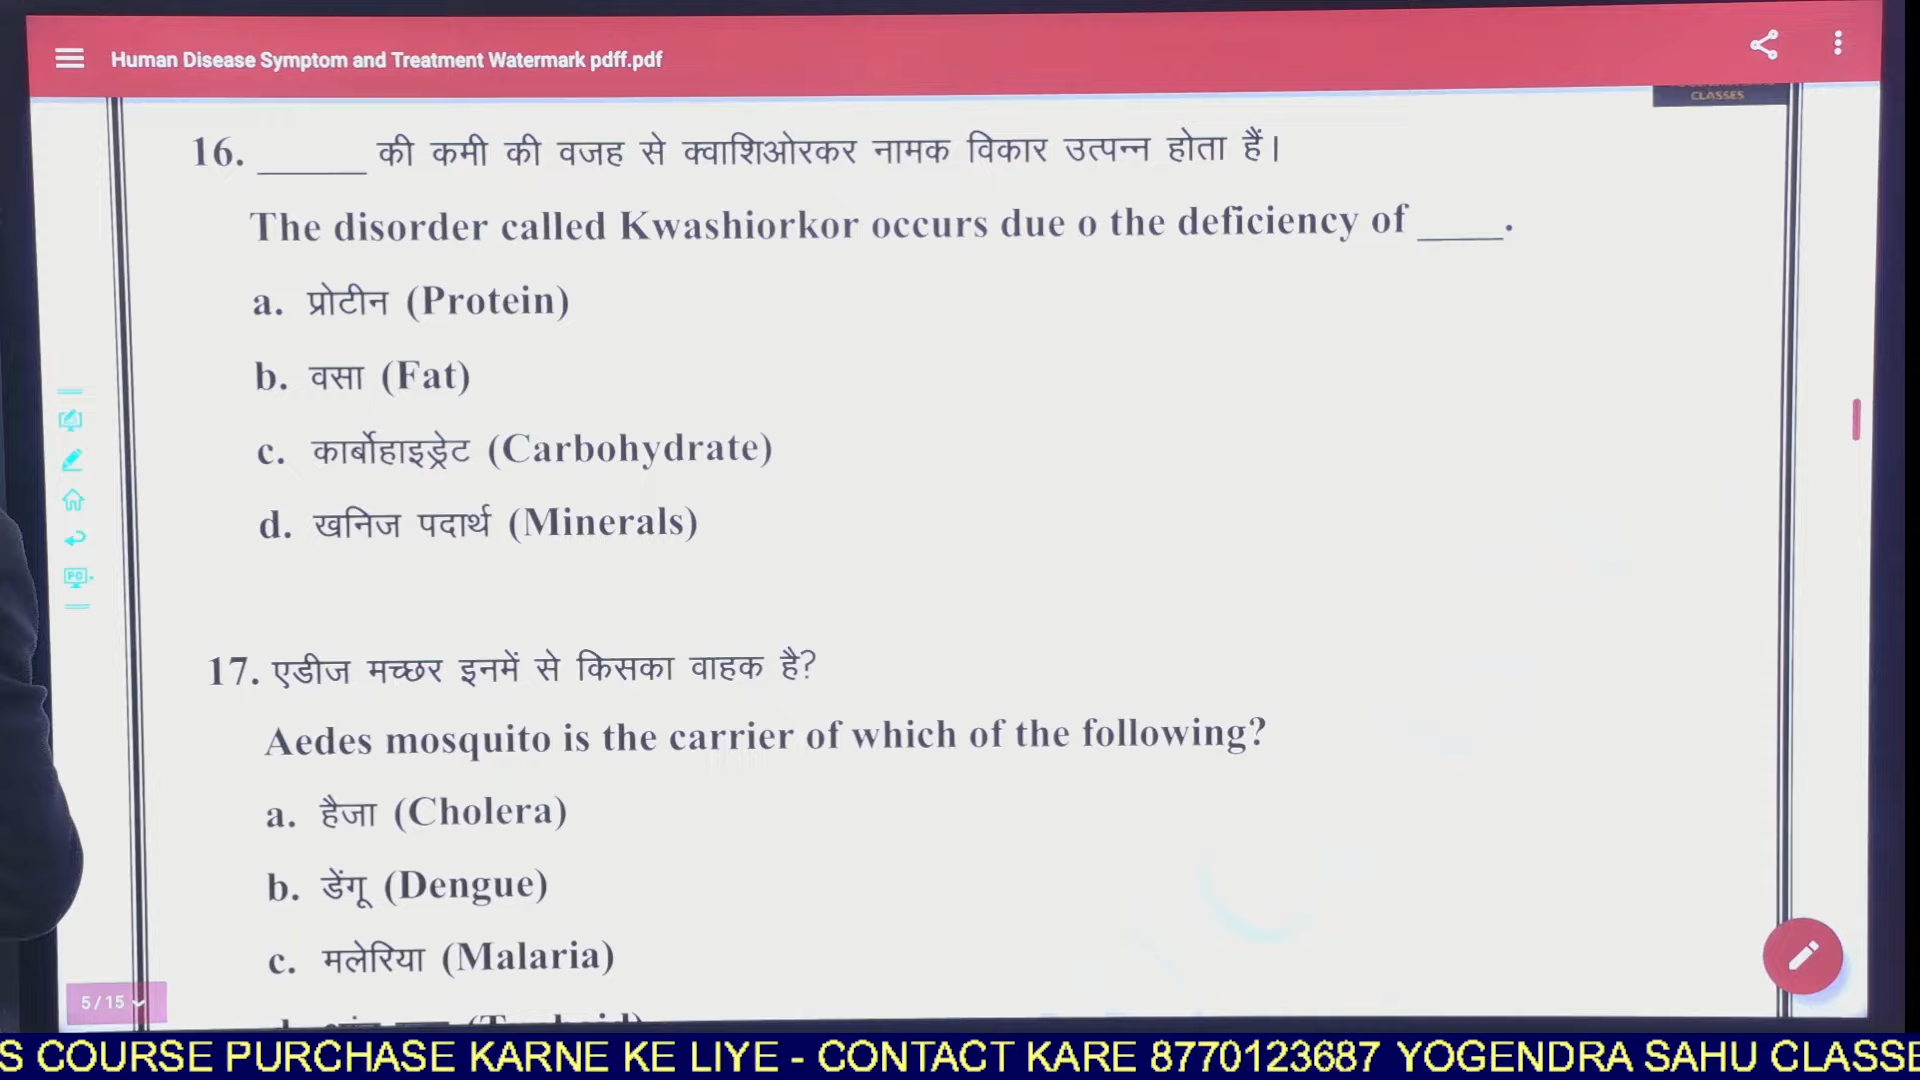 Human Disease Symptom and Treatment Watermark pdff.pdf
CLASSES
16. ______ की कमी की वजह से क्वाशिओरकर नामक विकार उत्पन्न होता हैं।
The disorder called Kwashiorkor occurs due o the deficiency of _____.
a. प्रोटीन (Protein)
b. वसा (Fat)
c. कार्बोहाइड्रेट (Carbohydrate)
d. खनिज पदार्थ (Minerals)
17. एडीज मच्छर इनमें से किसका वाहक है?
Aedes mosquito is the carrier of which of the following?
a. हैजा (Cholera)
b. डेंगू (Dengue)
c. मलेरिया (Malaria)
5/15
S COURSE PURCHASE KARNE KE LIYE - CONTACT KARE 8770123687 YOGENDRA SAHU CLASSE